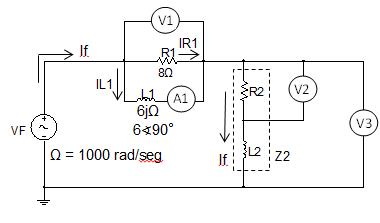 V1
If
R1
IR1
8Ω
IL1
L1
A1
6jΩ
6∢90°
R2
V2
V3
VF
L2
Z2
If
Ω = 1000 rad/seg